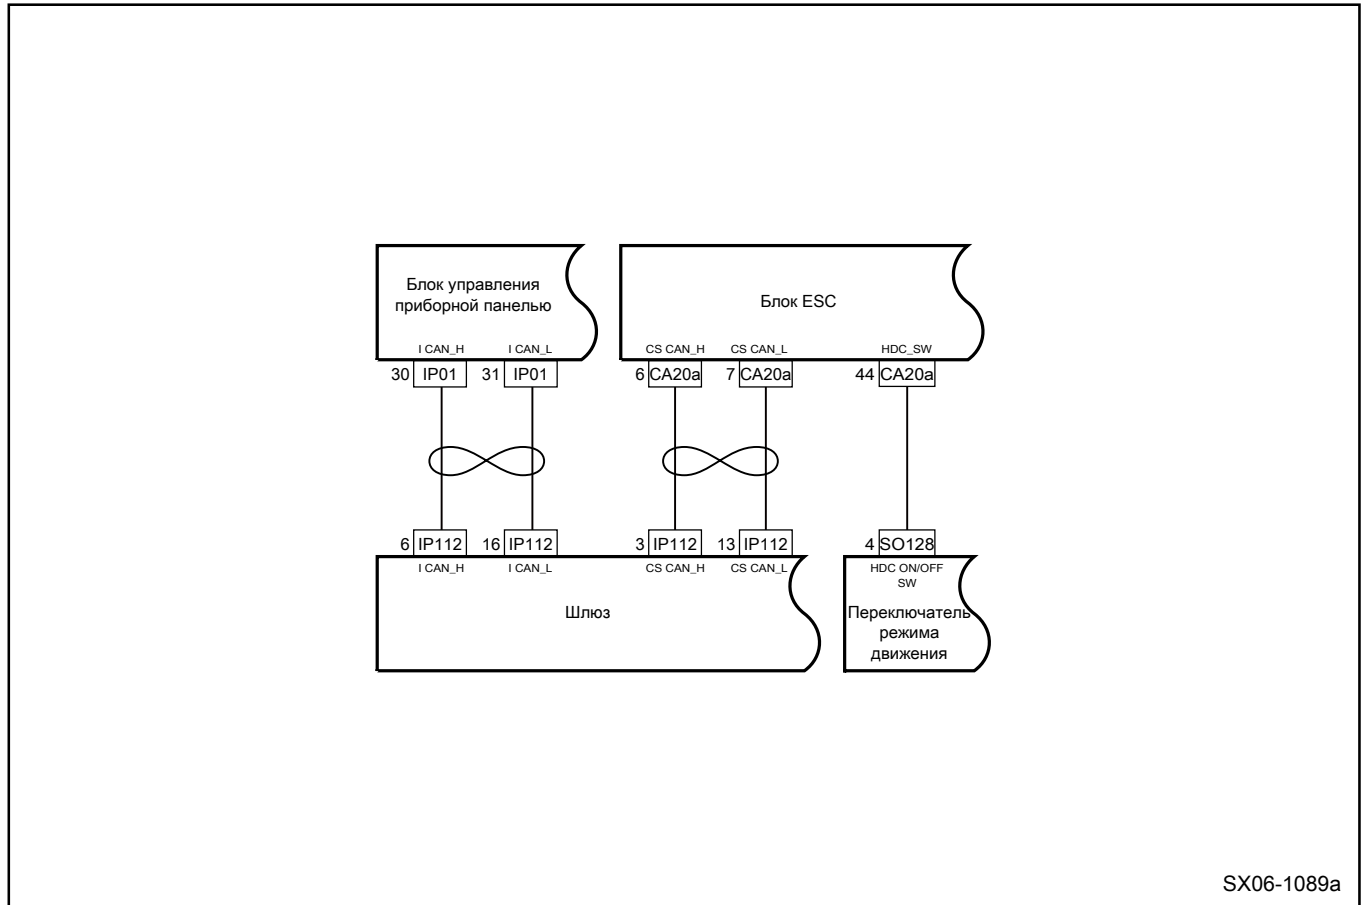 Блок управления
приборной панелью
Блок ESC
I CAN_H
I CAN_L
CS CAN_H
CS CAN_L
HDC_SW
30 IP01
31 IP01
6 CA20a
7 CA20a
44 CA20a
6 IP112
16 IP112
3 IP112
13 IP112
4 SO128
I CAN_H
I CAN_L
CS CAN_H
CS CAN_L
HDC ON/OFF
SW
Шлюз
Переключатель
режима
движения
SX06-1089a